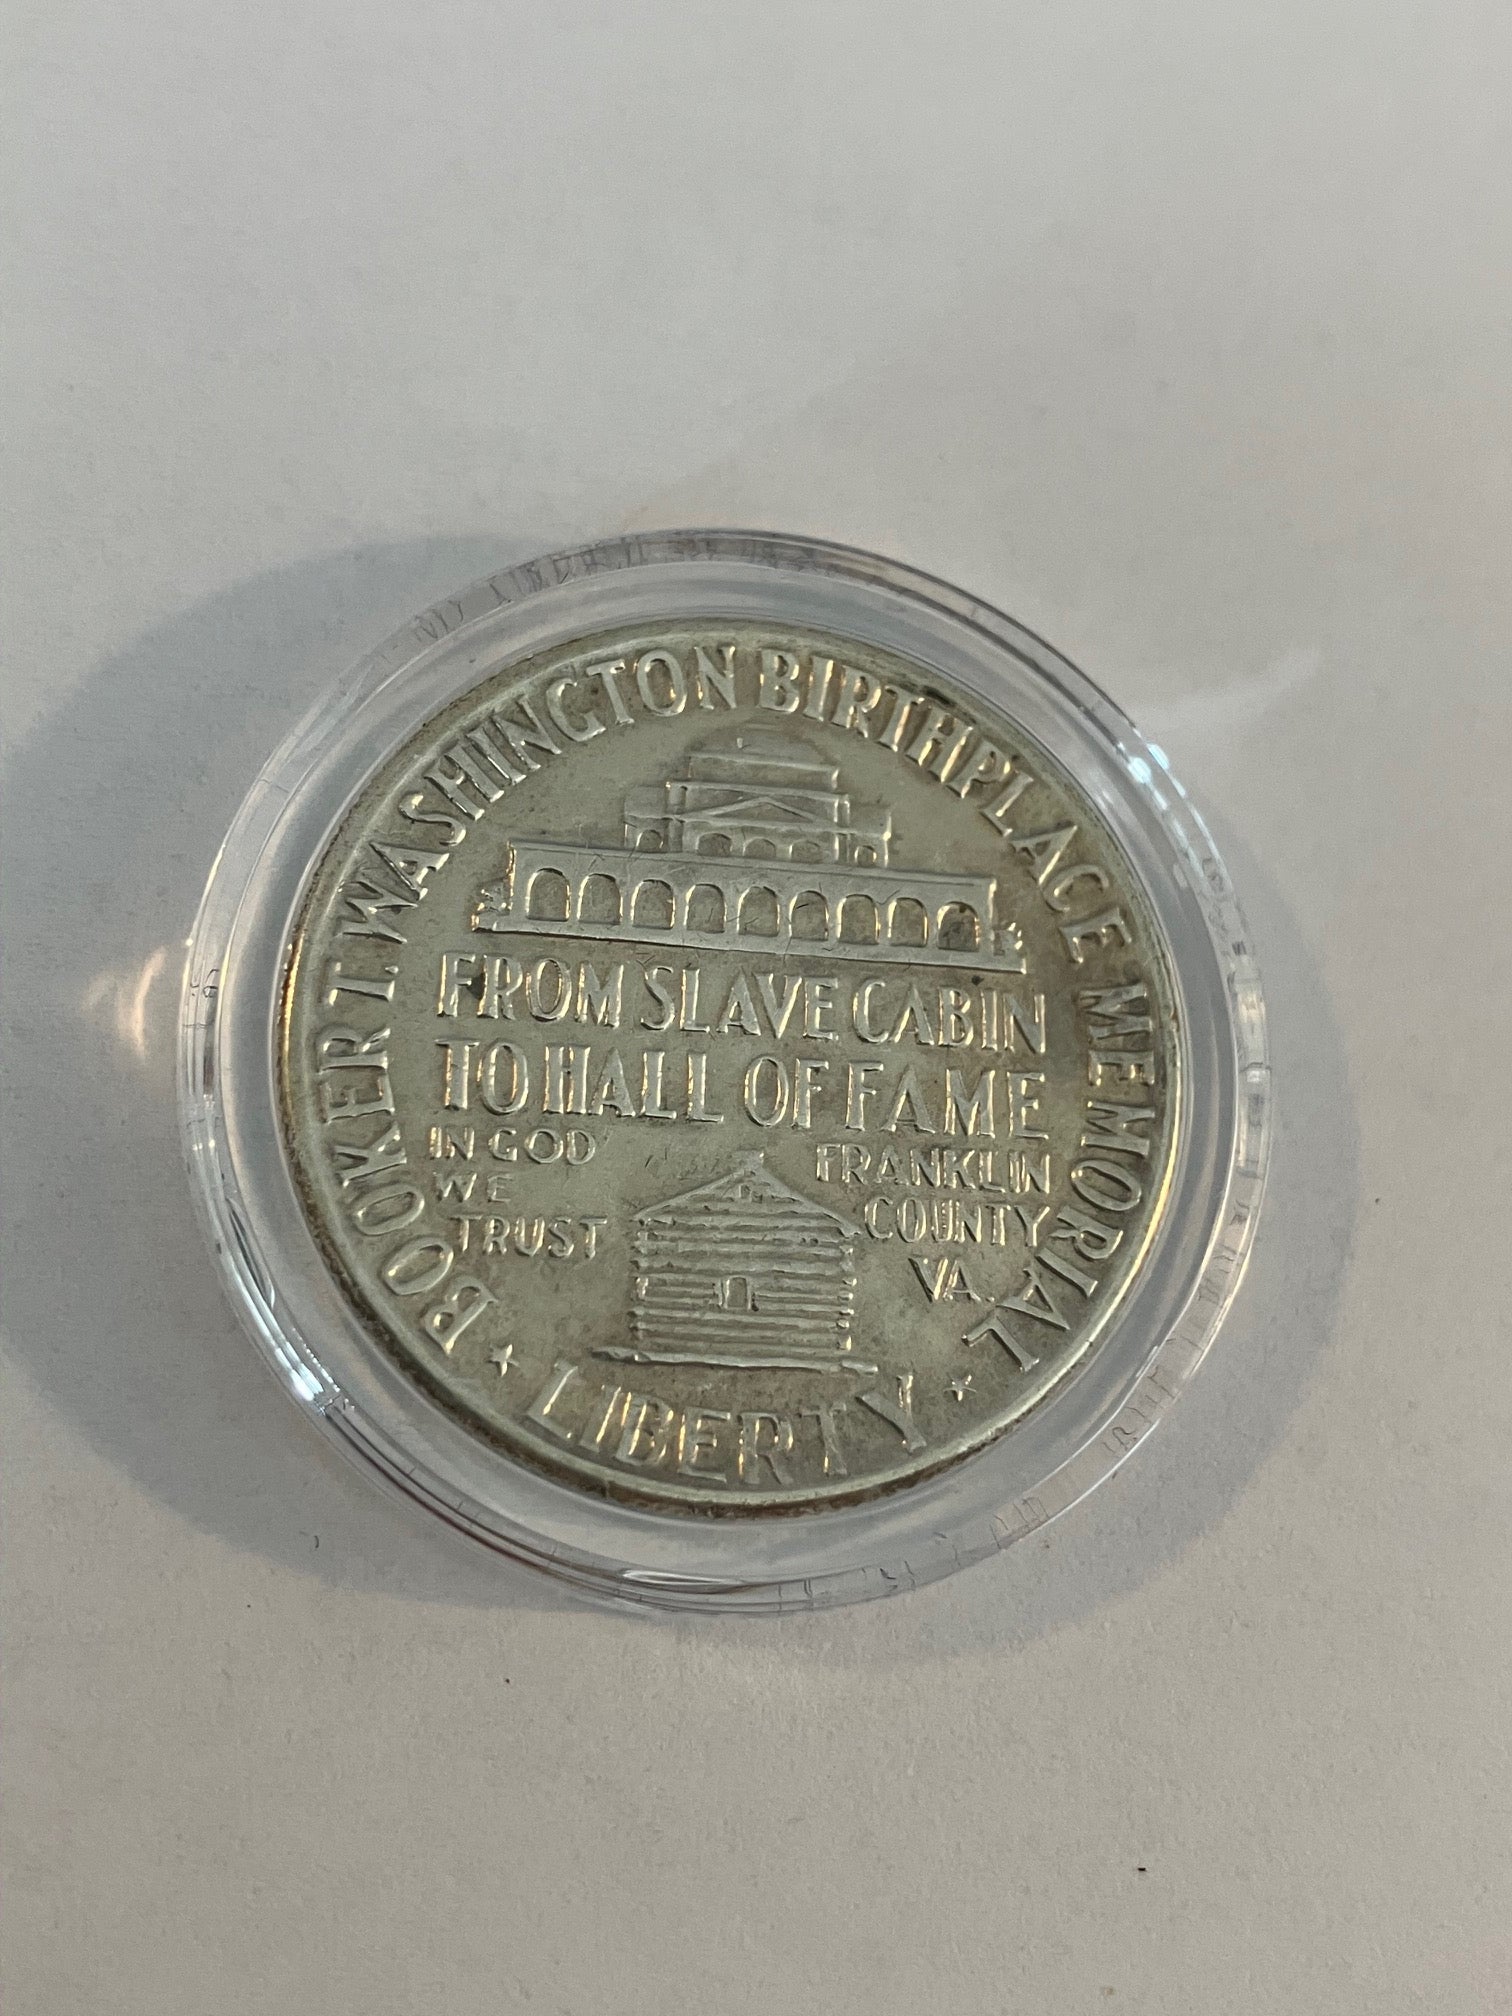 BOOKER T. WASHINGTON BIRTHPLACE MEMORIAL
FROM SLAVE CABIN
TO HALL OF FAME
IN GOD
WE
TRUST
FRANKLIN
COUNTY
VA.
LIBERTY